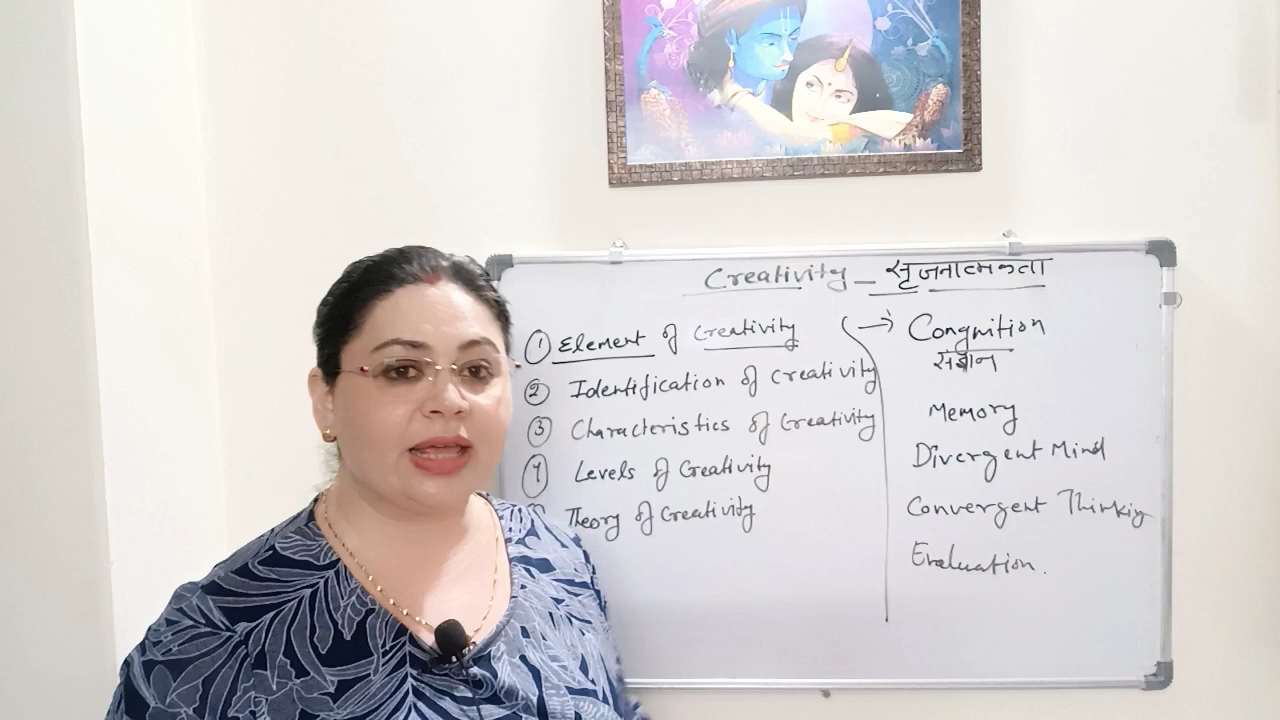 Creativity - सृजनात्मकता
① Element of Creativity
② Identification of Creativity
③ Characteristics of Creativity
④ Levels of Creativity
Theory of Creativity
→ Congnition
संज्ञान
Memory
Divergent Mind
Convergent Thinking
Evaluation.